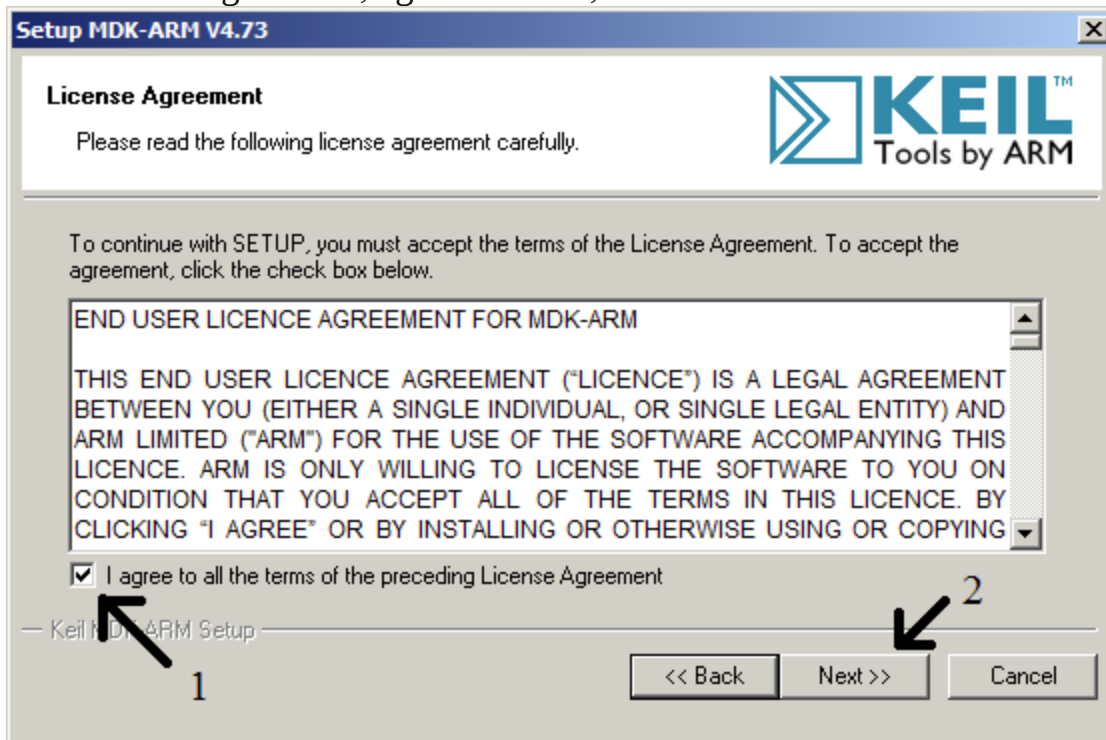 Setup MDK-ARM V4.73
License Agreement
Please read the following license agreement carefully.
KEIL™
Tools by ARM
To continue with SETUP, you must accept the terms of the License Agreement. To accept the
agreement, click the check box below.
END USER LICENCE AGREEMENT FOR MDK-ARM
THIS END USER LICENCE AGREEMENT (“LICENCE”) IS A LEGAL AGREEMENT
BETWEEN YOU (EITHER A SINGLE INDIVIDUAL, OR SINGLE LEGAL ENTITY) AND
ARM LIMITED ("ARM") FOR THE USE OF THE SOFTWARE ACCOMPANYING THIS
LICENCE. ARM IS ONLY WILLING TO LICENSE THE SOFTWARE TO YOU ON
CONDITION THAT YOU ACCEPT ALL OF THE TERMS IN THIS LICENCE. BY
CLICKING “I AGREE” OR BY INSTALLING OR OTHERWISE USING OR COPYING
I agree to all the terms of the preceding License Agreement
2
Keil MDK-ARM Setup
1
<< Back Next >> Cancel